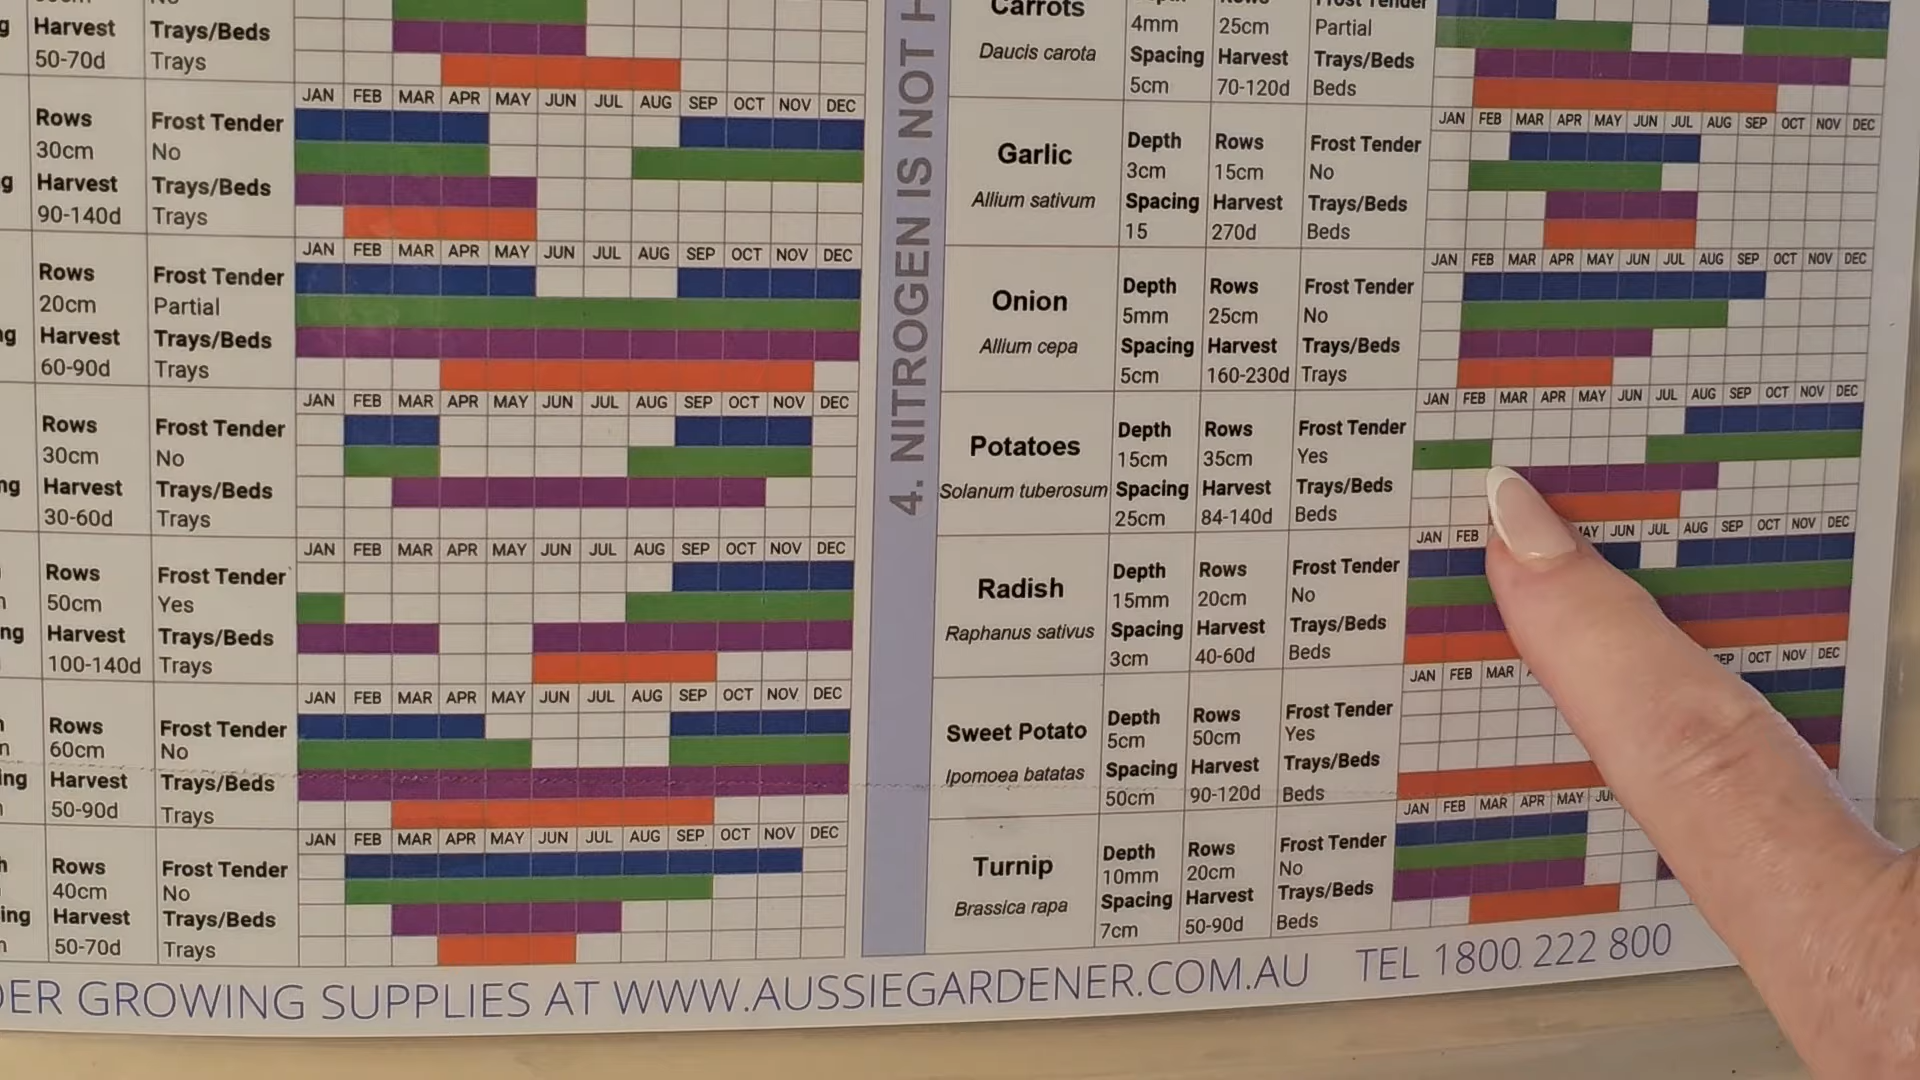 Harvest Trays/Beds
50-70d Trays
JAN FEB MAR APR MAY JUN JUL AUG SEP OCT NOV DEC
Rows Frost Tender
30cm No
Harvest Trays/Beds
90-140d Trays
JAN FEB MAR APR MAY JUN JUL AUG SEP OCT NOV DEC
Rows Frost Tender
20cm Partial
Harvest Trays/Beds
60-90d Trays
JAN FEB MAR APR MAY JUN JUL AUG SEP OCT NOV DEC
Rows Frost Tender
30cm No
Harvest Trays/Beds
30-60d Trays
JAN FEB MAR APR MAY JUN JUL AUG SEP OCT NOV DEC
Rows Frost Tender
50cm Yes
Harvest Trays/Beds
100-140d Trays
JAN FEB MAR APR MAY JUN JUL AUG SEP OCT NOV DEC
Rows Frost Tender
60cm No
Harvest Trays/Beds
50-90d Trays
JAN FEB MAR APR MAY JUN JUL AUG SEP OCT NOV DEC
Rows Frost Tender
40cm No
Harvest Trays/Beds
50-70d Trays
4. NITROGEN IS NOT
Carrots
Daucis carota
4mm 25cm Partial
Spacing Harvest Trays/Beds
5cm 70-120d Beds
JAN FEB MAR APR MAY JUN JUL AUG SEP OCT NOV DEC
Garlic
Allium sativum
Depth Rows Frost Tender
3cm 15cm No
Spacing Harvest Trays/Beds
15 270d Beds
JAN FEB MAR APR MAY JUN JUL AUG SEP OCT NOV DEC
Onion
Allium cepa
Depth Rows Frost Tender
5mm 25cm No
Spacing Harvest Trays/Beds
5cm 160-230d Trays
JAN FEB MAR APR MAY JUN JUL AUG SEP OCT NOV DEC
Potatoes
Solanum tuberosum
Depth Rows Frost Tender
15cm 35cm Yes
Spacing Harvest Trays/Beds
25cm 84-140d Beds
JAN FEB JUN JUL AUG SEP OCT NOV DEC
Radish
Raphanus sativus
Depth Rows Frost Tender
15mm 20cm No
Spacing Harvest Trays/Beds
3cm 40-60d Beds
JAN FEB MAR OCT NOV DEC
Sweet Potato
Ipomoea batatas
Depth Rows Frost Tender
5cm 50cm Yes
Spacing Harvest Trays/Beds
50cm 90-120d Beds
JAN FEB MAR APR MAY
Turnip
Brassica rapa
Depth Rows Frost Tender
10mm 20cm No
Spacing Harvest Trays/Beds
7cm 50-90d Beds
GROWING SUPPLIES AT WWW.AUSSIEGARDENER.COM.AU TEL 1800 222 800